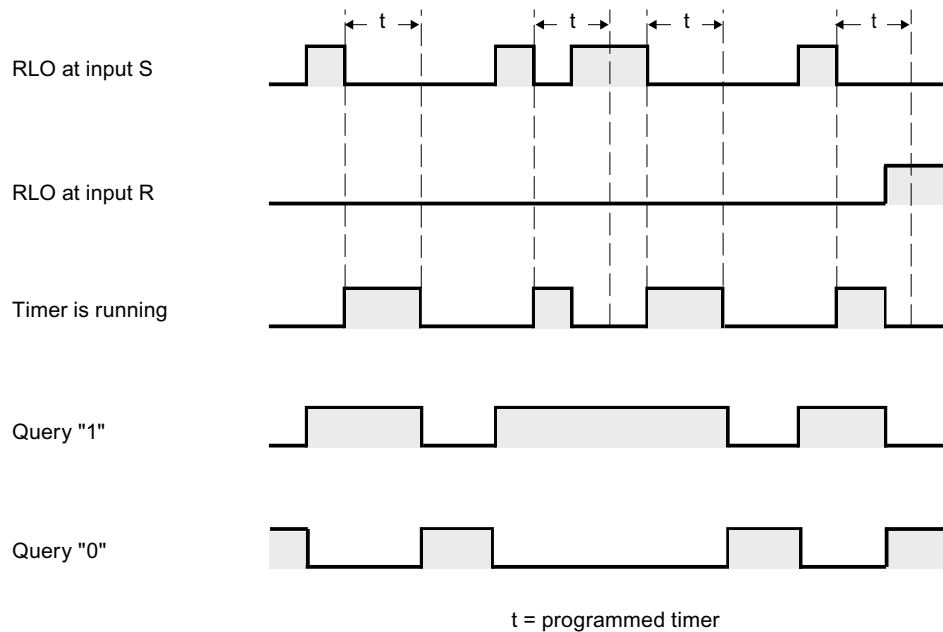 t t t t
RLO at input S
RLO at input R
Timer is running
Query "1"
Query "0"
t = programmed timer